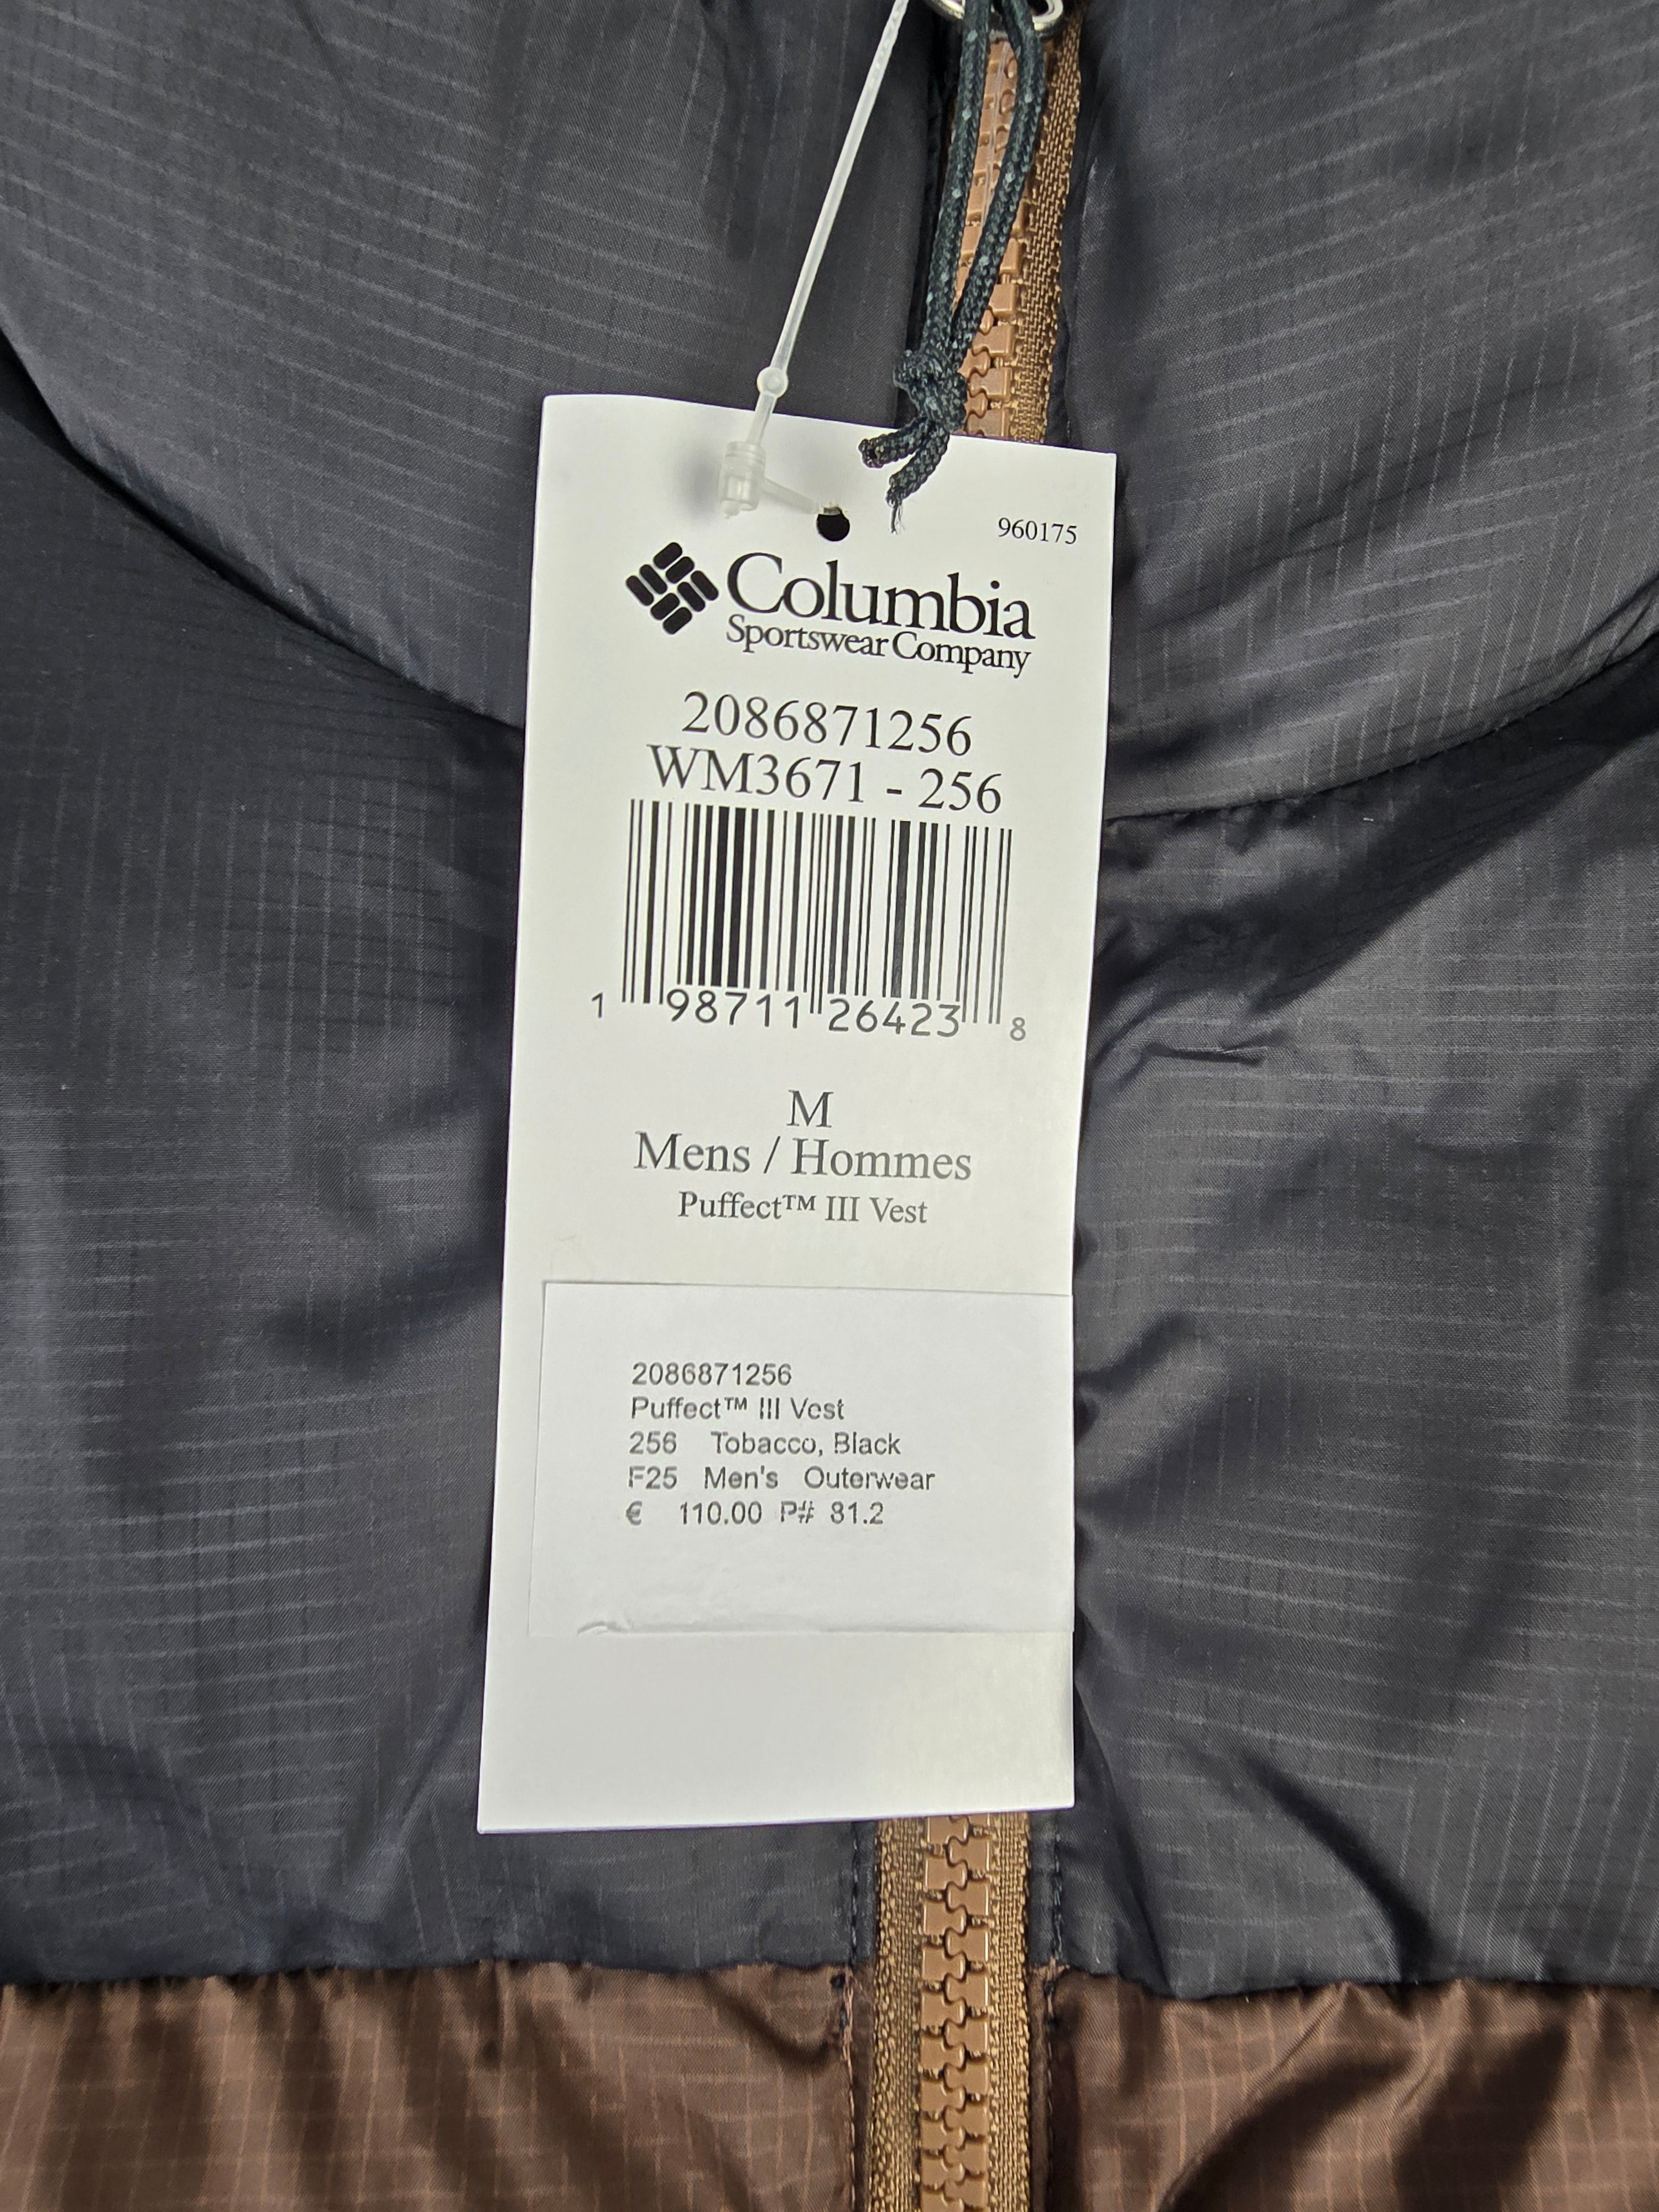 960175
Columbia
Sportswear Company
2086871256
WM3671 - 256
1 98711 26423 8
M
Mens / Hommes
Puffect™ III Vest
2086871256
Puffect™ III Vest
256 Tobacco, Black
F25 Men's Outerwear
€ 110.00 P# 81.2